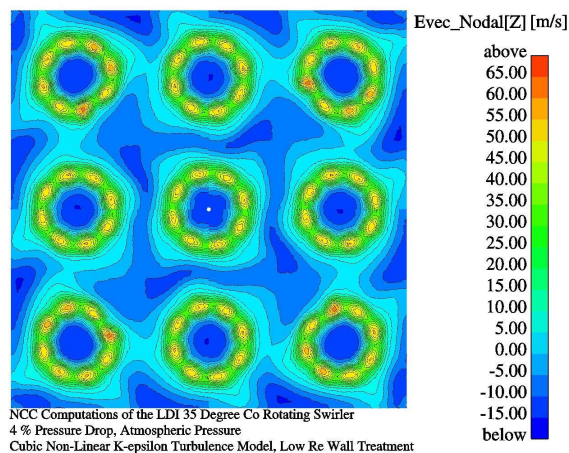 Evec_Nodal[Z] [m/s]
above
65.00
60.00
55.00
50.00
45.00
40.00
35.00
30.00
25.00
20.00
15.00
10.00
5.00
0.00
-5.00
-10.00
-15.00
below
NCC Computations of the LDI 35 Degree Co Rotating Swirler
4 % Pressure Drop, Atmospheric Pressure
Cubic Non-Linear K-epsilon Turbulence Model, Low Re Wall Treatment